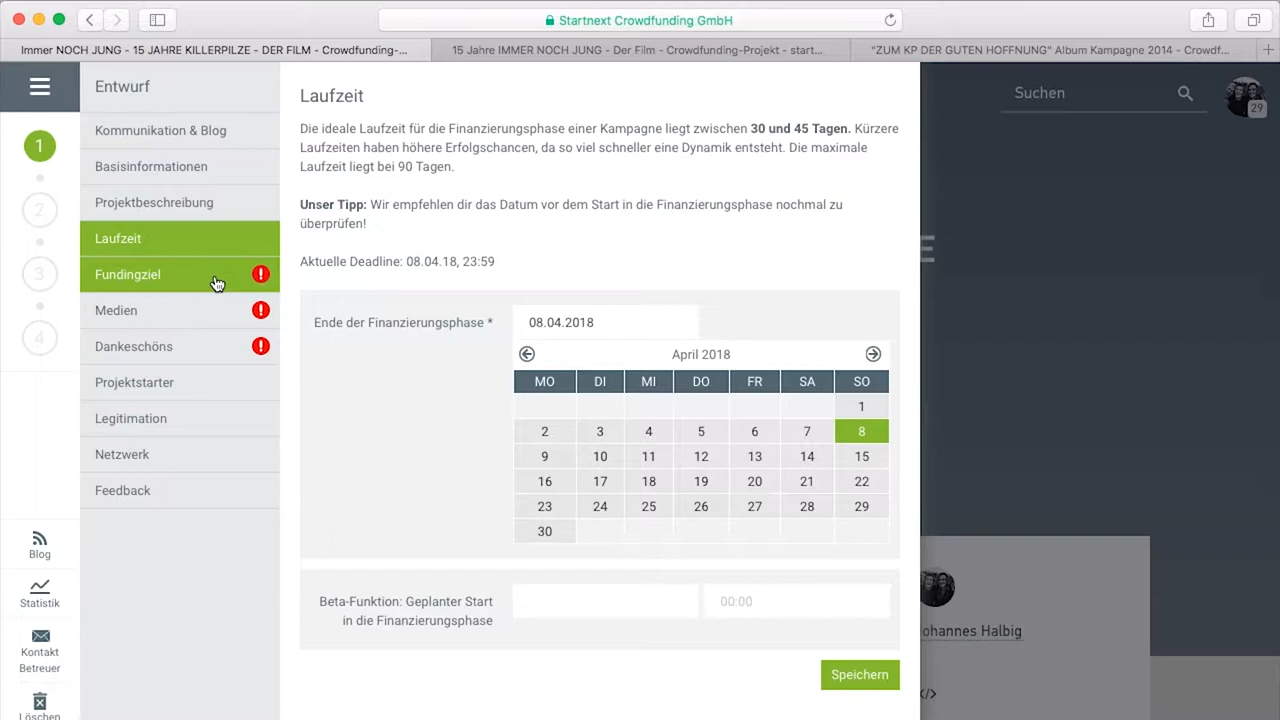 Startnext Crowdfunding GmbH
Immer NOCH JUNG - 15 JAHRE KILLERPILZE - DER FILM - Crowdfunding-...
15 Jahre IMMER NOCH JUNG - Der Film - Crowdfunding-Projekt - start...
"ZUM KP DER GUTEN HOFFNUNG" Album Kampagne 2014 - Crowdf...
Suchen
29
1
2
3
4
Blog
Statistik
Kontakt
Betreuer
Löschen
Entwurf
Kommunikation & Blog
Basisinformationen
Projektbeschreibung
Laufzeit
Fundingziel
Medien
Dankeschöns
Projektstarter
Legitimation
Netzwerk
Feedback
Laufzeit
Die ideale Laufzeit für die Finanzierungsphase einer Kampagne liegt zwischen 30 und 45 Tagen. Kürzere
Laufzeiten haben höhere Erfolgschancen, da so viel schneller eine Dynamik entsteht. Die maximale
Laufzeit liegt bei 90 Tagen.
Unser Tipp: Wir empfehlen dir das Datum vor dem Start in die Finanzierungsphase nochmal zu
überprüfen!
Aktuelle Deadline: 08.04.18, 23:59
Ende der Finanzierungsphase * 08.04.2018
April 2018
MO DI MI DO FR SA SO
1
2 3 4 5 6 7 8
9 10 11 12 13 14 15
16 17 18 19 20 21 22
23 24 25 26 27 28 29
30
Beta-Funktion: Geplanter Start 00:00
in die Finanzierungsphase
Speichern
ohannes Halbig
</>